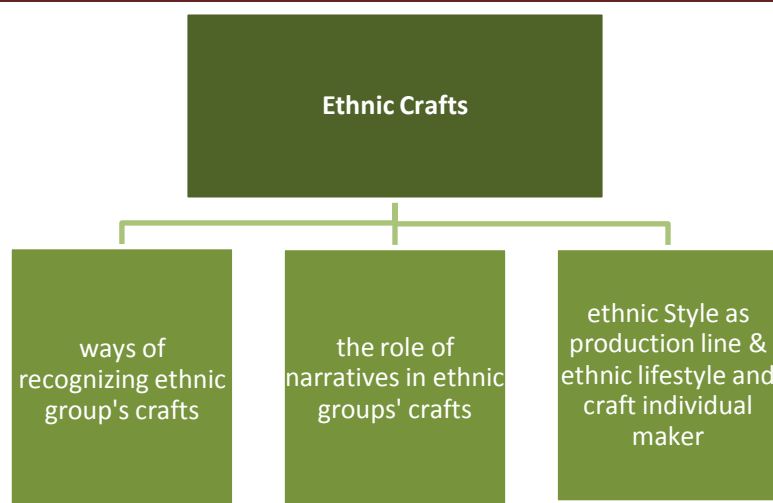 Ethnic Crafts
ways of
recognizing ethnic
group's crafts
the role of
narratives in ethnic
groups' crafts
ethnic Style as
production line &
ethnic lifestyle and
craft individual
maker